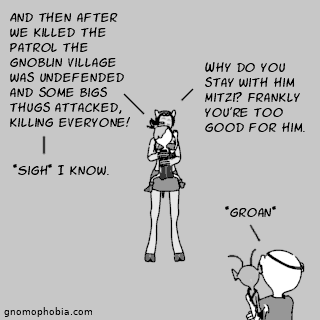 AND THEN AFTER
WE KILLED THE
PATROL THE
GNOBLIN VILLAGE
WAS UNDEFENDED
AND SOME BIGS
THUGS ATTACKED,
KILLING EVERYONE!
WHY DO YOU
STAY WITH HIM
MITZI? FRANKLY
YOU'RE TOO
GOOD FOR HIM.
*SIGH* I KNOW.
*GROAN*
gnomophobia.com